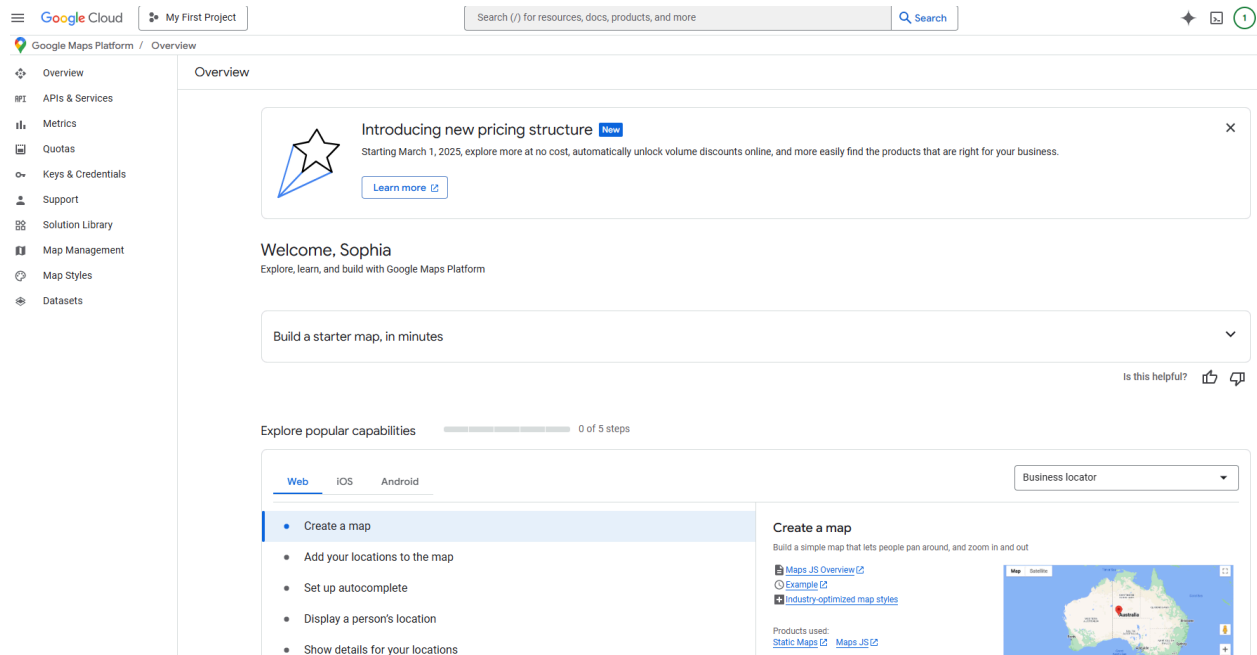 Google Cloud
My First Project
Search (/) for resources, docs, products, and more
Search
1
Google Maps Platform / Overview
Overview
APIs & Services
Metrics
Quotas
Keys & Credentials
Support
Solution Library
Map Management
Map Styles
Datasets
Overview
Introducing new pricing structure New
Starting March 1, 2025, explore more at no cost, automatically unlock volume discounts online, and more easily find the products that are right for your business.
Learn more
Welcome, Sophia
Explore, learn, and build with Google Maps Platform
Build a starter map, in minutes
Is this helpful?
Explore popular capabilities 0 of 5 steps
Web iOS Android
Business locator
Create a map
Add your locations to the map
Set up autocomplete
Display a person's location
Show details for your locations
Create a map
Build a simple map that lets people pan around, and zoom in and out
Maps JS Overview
Example
Industry-optimized map styles
Products used:
Static Maps Maps JS
Map Satellite
Australia